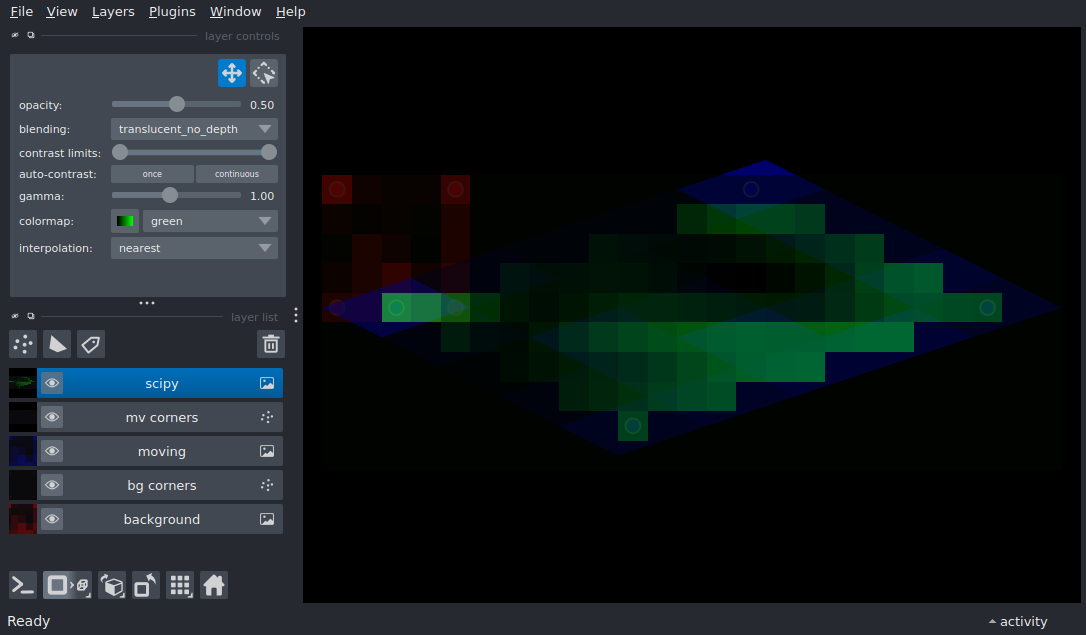 File View Layers Plugins Window Help
layer controls
opacity: 0.50
blending: translucent_no_depth
contrast limits:
auto-contrast: once continuous
gamma: 1.00
colormap: green
interpolation: nearest
layer list
scipy
mv corners
moving
bg corners
background
Ready
activity